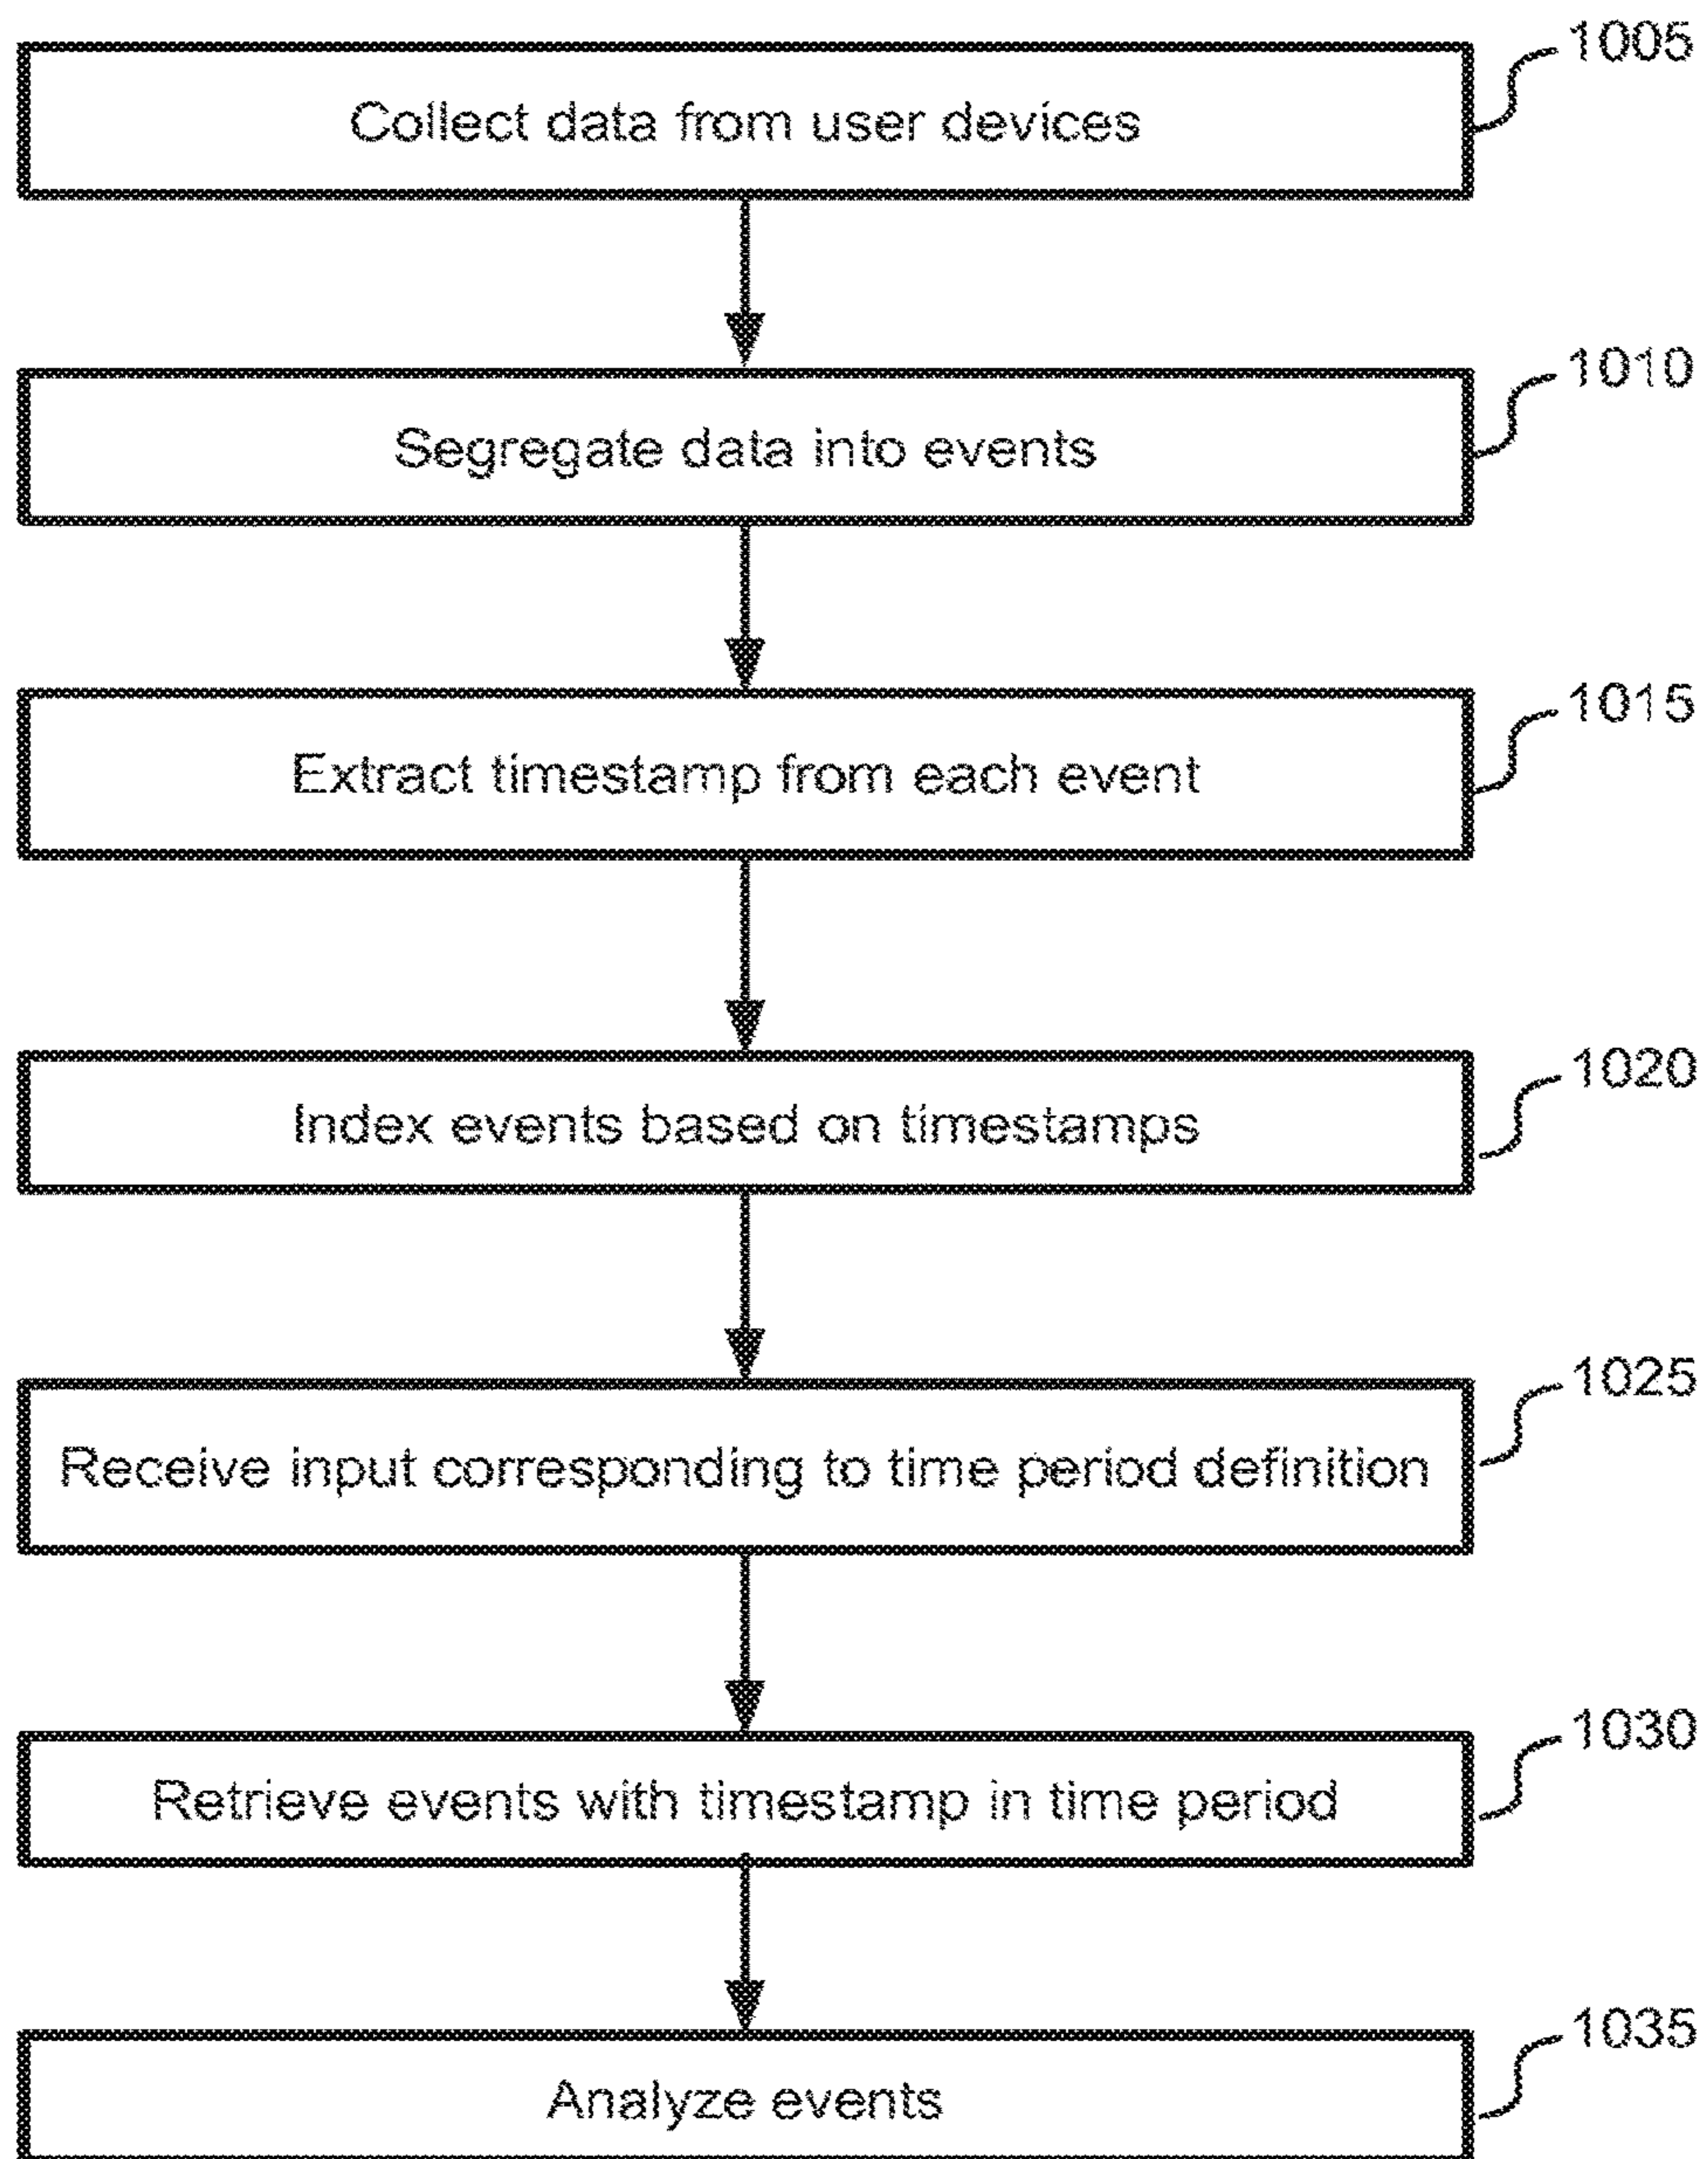 1005
Collect data from user devices
1010
Segregate data into events
1015
Extract timestamp from each event
1020
Index events based on timestamps
1025
Receive input corresponding to time period definition
1030
Retrieve events with timestamp in time period
1035
Analyze events